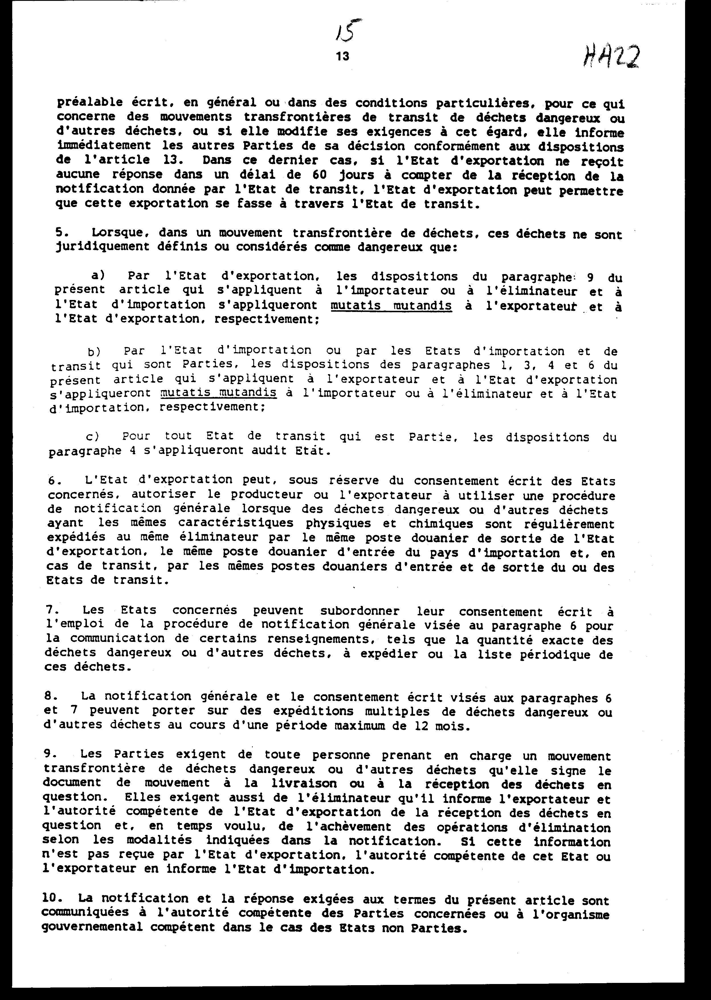 15
13
HA22
préalable écrit, en général ou dans des conditions particulières, pour ce qui
concerne des mouvements transfrontières de transit de déchets dangereux ou
d'autres déchets, ou si elle modifie ses exigences à cet égard, elle informe
immédiatement les autres Parties de sa décision conformément aux dispositions
de l'article 13. Dans ce dernier cas, si l'Etat d'exportation ne reçoit
aucune réponse dans un délai de 60 jours à compter de la réception de la
notification donnée par l'Etat de transit, l'Etat d'exportation peut permettre
que cette exportation se fasse à travers l'Etat de transit.
5. Lorsque, dans un mouvement transfrontière de déchets, ces déchets ne sont
juridiquement définis ou considérés comme dangereux que:
a) Par l'Etat d'exportation, les dispositions du paragraphe 9 du
présent article qui s'appliquent à l'importateur ou à l'éliminateur et à
l'Etat d'importation s'appliqueront mutatis mutandis à l'exportateur et à
l'Etat d'exportation, respectivement;
b) Par l'Etat d'importation ou par les Etats d'importation et de
transit qui sont Parties, les dispositions des paragraphes 1, 3, 4 et 6 du
présent article qui s'appliquent à l'exportateur et à l'Etat d'exportation
s'appliqueront mutatis mutandis à l'importateur ou à l'éliminateur et à l'Etat
d'importation, respectivement;
c) Pour tout Etat de transit qui est Partie, les dispositions du
paragraphe 4 s'appliqueront audit Etat.
6. L'Etat d'exportation peut, sous réserve du consentement écrit des Etats
concernés, autoriser le producteur ou l'exportateur à utiliser une procédure
de notification générale lorsque des déchets dangereux ou d'autres déchets
ayant les mêmes caractéristiques physiques et chimiques sont régulièrement
expédiés au même éliminateur par le même poste douanier de sortie de l'Etat
d'exportation, le même poste douanier d'entrée du pays d'importation et, en
cas de transit, par les mêmes postes douaniers d'entrée et de sortie du ou des
Etats de transit.
7. Les Etats concernés peuvent subordonner leur consentement écrit à
l'emploi de la procédure de notification générale visée au paragraphe 6 pour
la communication de certains renseignements, tels que la quantité exacte des
déchets dangereux ou d'autres déchets, à expédier ou la liste périodique de
ces déchets.
8. La notification générale et le consentement écrit visés aux paragraphes 6
et 7 peuvent porter sur des expéditions multiples de déchets dangereux ou
d'autres déchets au cours d'une période maximum de 12 mois.
9. Les Parties exigent de toute personne prenant en charge un mouvement
transfrontière de déchets dangereux ou d'autres déchets qu'elle signe le
document de mouvement à la livraison ou à la réception des déchets en
question. Elles exigent aussi de l'éliminateur qu'il informe l'exportateur et
l'autorité compétente de l'Etat d'exportation de la réception des déchets en
question et, en temps voulu, de l'achèvement des opérations d'élimination
selon les modalités indiquées dans la notification. Si cette information
n'est pas reçue par l'Etat d'exportation, l'autorité compétente de cet Etat ou
l'exportateur en informe l'Etat d'importation.
10. La notification et la réponse exigées aux termes du présent article sont
communiquées à l'autorité compétente des Parties concernées ou à l'organisme
gouvernemental compétent dans le cas des Etats non Parties.